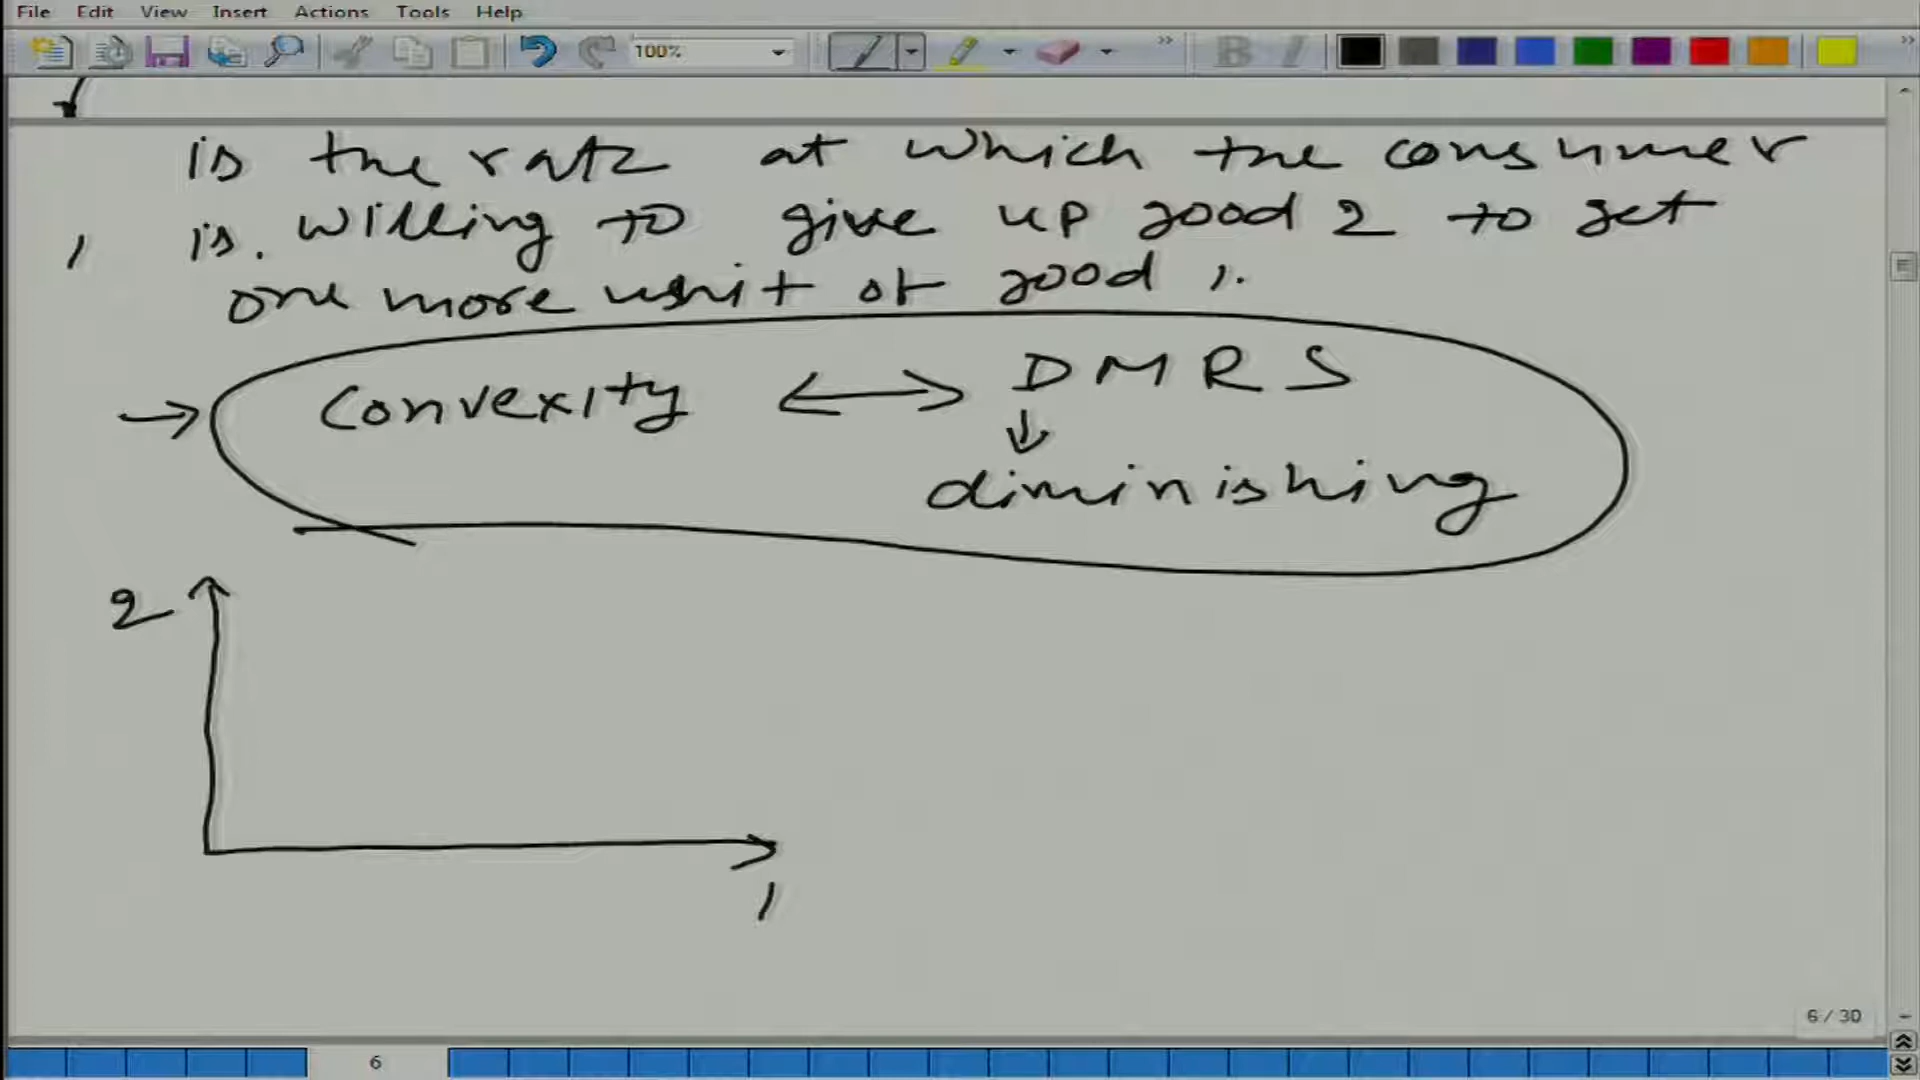 File Edit View Insert Actions Tools Help
100%
B I
is the rate at which the consumer
1 is. willing to give up good 2 to get
one more unit of good 1.
Convexity ↔ DMRS
↓
diminishing
2
1
6 / 30
6